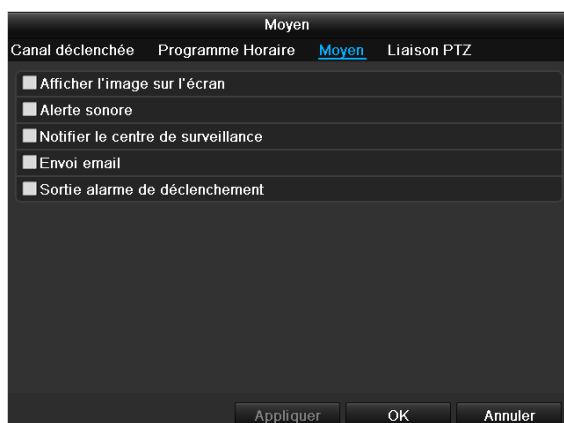 Moyen
Canal déclenchée Programme Horaire Moyen Liaison PTZ
Afficher l'image sur l'écran
Alerte sonore
Notifier le centre de surveillance
Envoi email
Sortie alarme de déclenchement
Appliquer OK Annuler